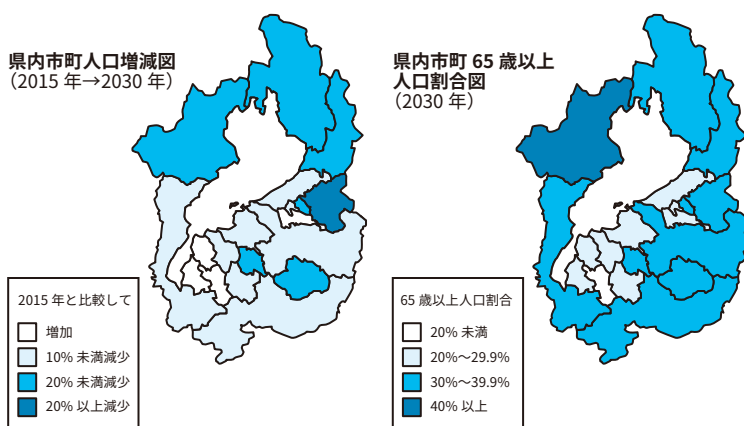 県内市町人口増減図
（2015 年→2030 年）
2015 年と比較して
増加
10% 未満減少
20% 未満減少
20% 以上減少
県内市町 65 歳以上
人口割合図
（2030 年）
65 歳以上人口割合
20% 未満
20%～29.9%
30%～39.9%
40% 以上